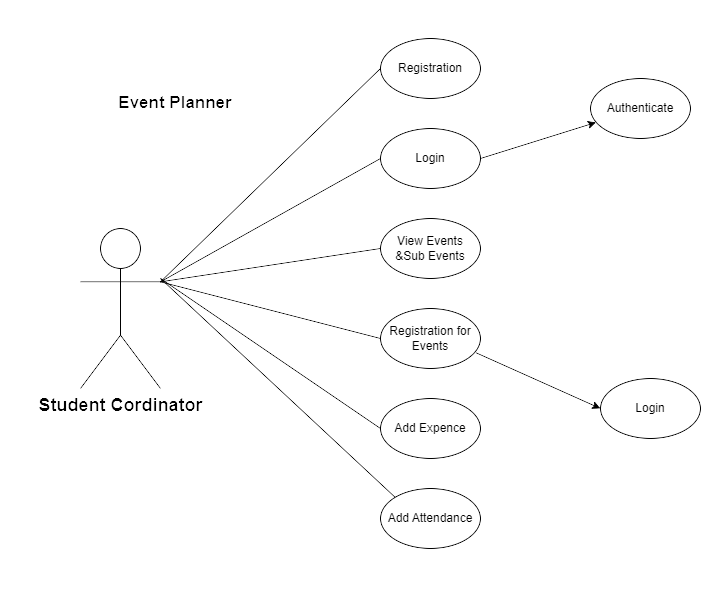 Registration
Event Planner
Authenticate
Login
View Events
&Sub Events
Registration for
Events
Student Cordinator
Login
Add Expence
Add Attendance